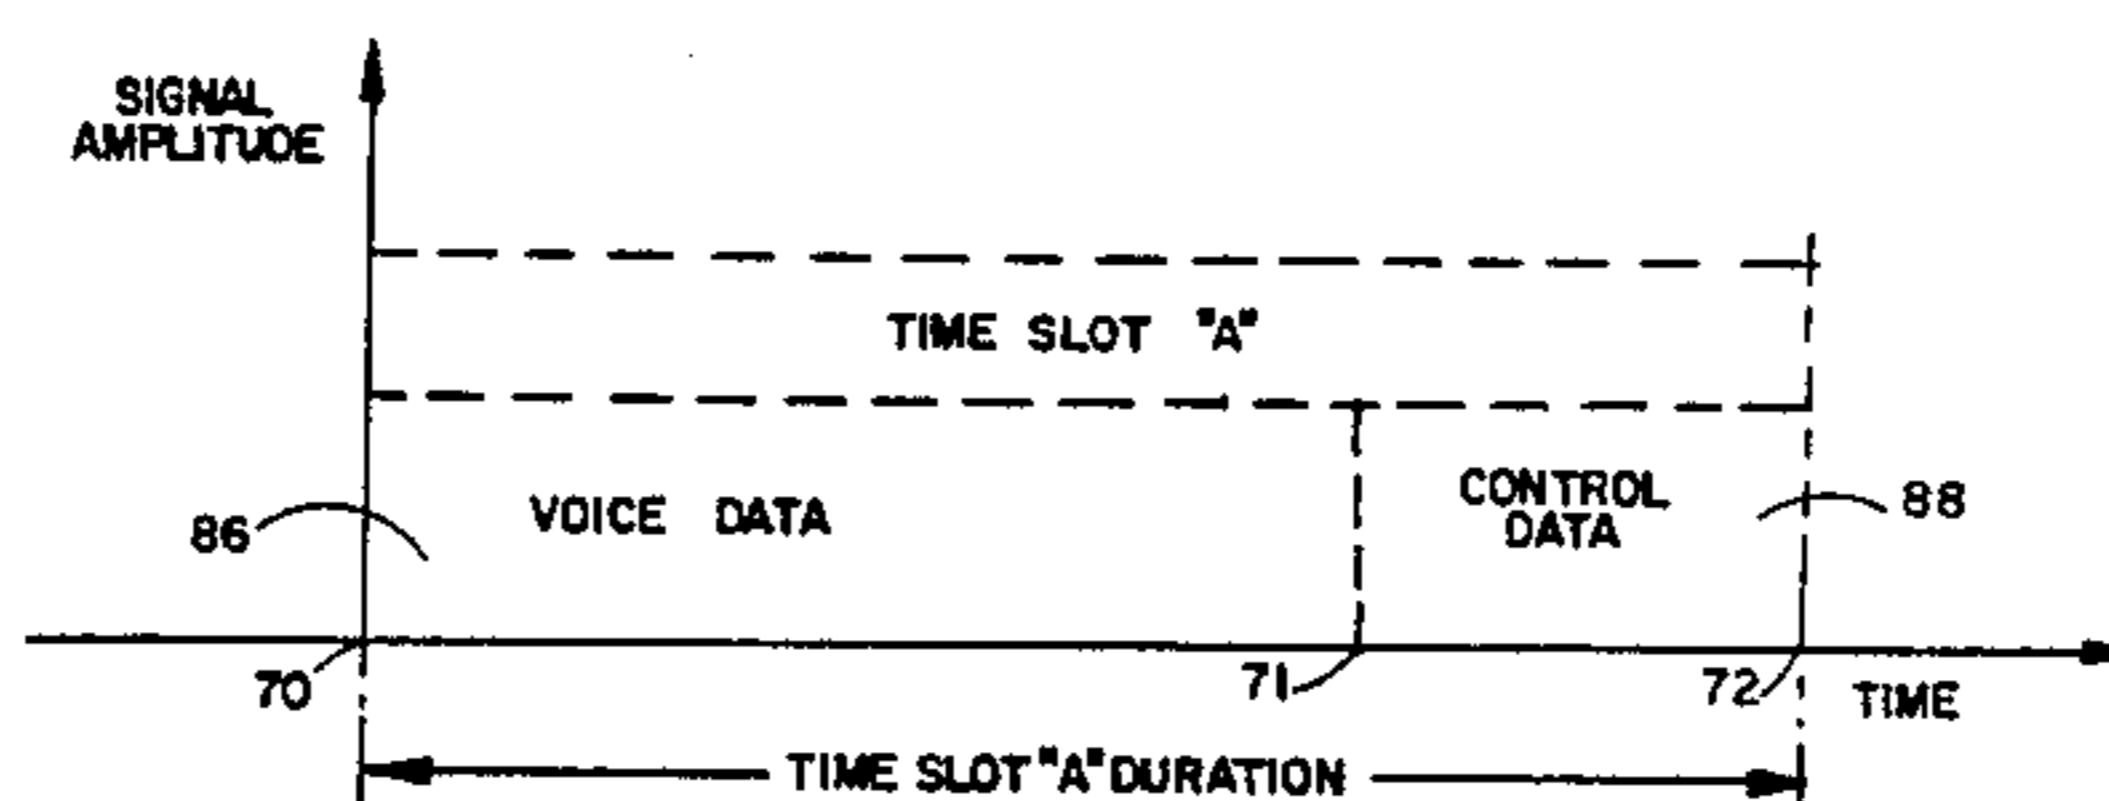 SIGNAL
AMPLITUDE
TIME SLOT "A"
VOICE DATA
CONTROL
DATA
86
88
70
71
72
TIME
TIME SLOT "A" DURATION